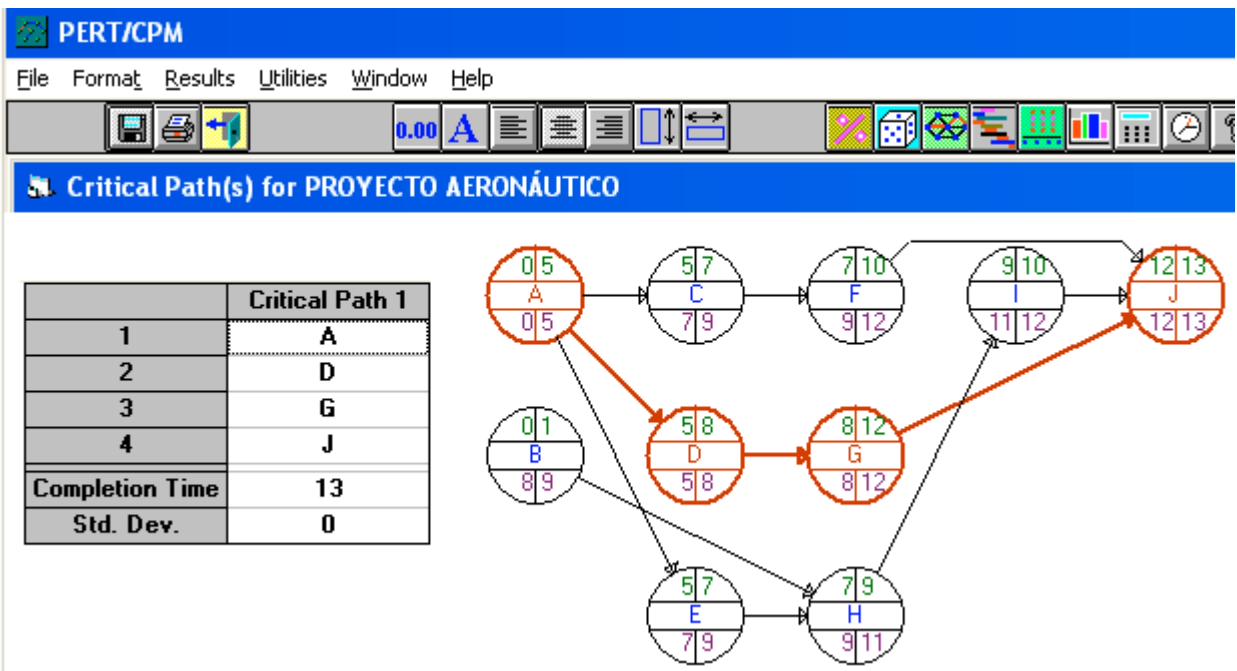 PERT/CPM
File Format Results Utilities Window Help
0.00 A
Critical Path(s) for PROYECTO AERONÁUTICO
Critical Path 1
1 A
2 D
3 G
4 J
Completion Time 13
Std. Dev. 0
0 5 5 7 7 10 9 10 12 13
A C F I J
0 5 7 9 9 12 11 12 12 13
0 1 5 8 8 12
B D G
8 9 5 8 8 12
5 7 7 9
E H
7 9 9 11